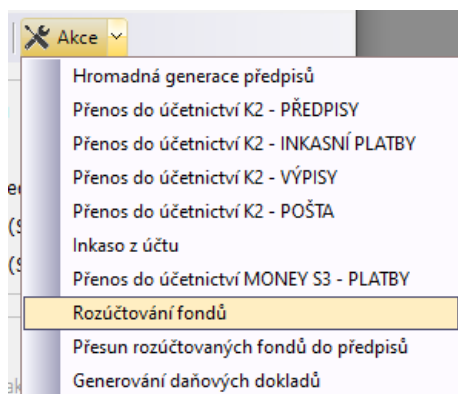 Akce
Hromadná generace předpisů
Přenos do účetnictví K2 - PŘEDPISY
Přenos do účetnictví K2 - INKASNÍ PLATBY
Přenos do účetnictví K2 - VÝPISY
Přenos do účetnictví K2 - POŠTA
Inkaso z účtu
Přenos do účetnictví MONEY S3 - PLATBY
Rozúčtování fondů
Přesun rozúčtovaných fondů do předpisů
Generování daňových dokladů